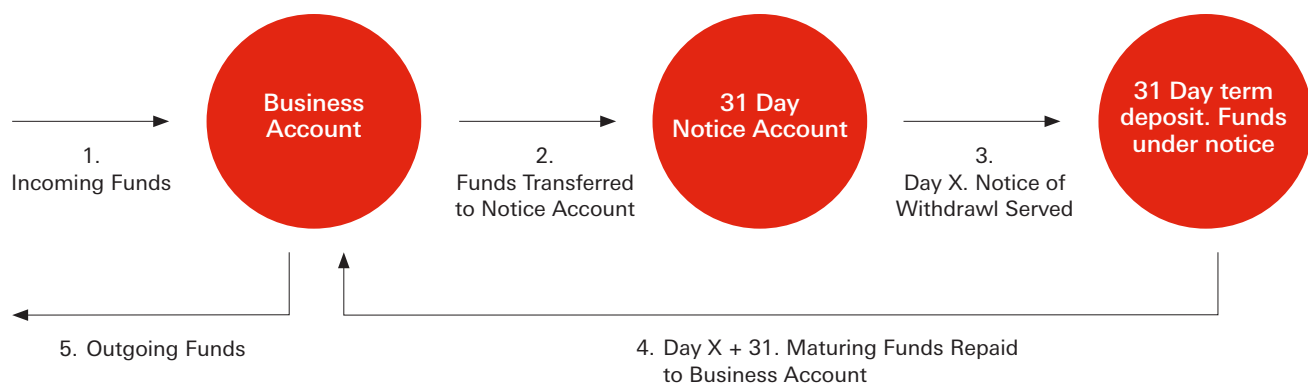 Business
Account
31 Day
Notice Account
31 Day term
deposit. Funds
under notice
1.
Incoming Funds
2.
Funds Transferred
to Notice Account
3.
Day X. Notice of
Withdrawl Served
5. Outgoing Funds
4. Day X + 31. Maturing Funds Repaid
to Business Account